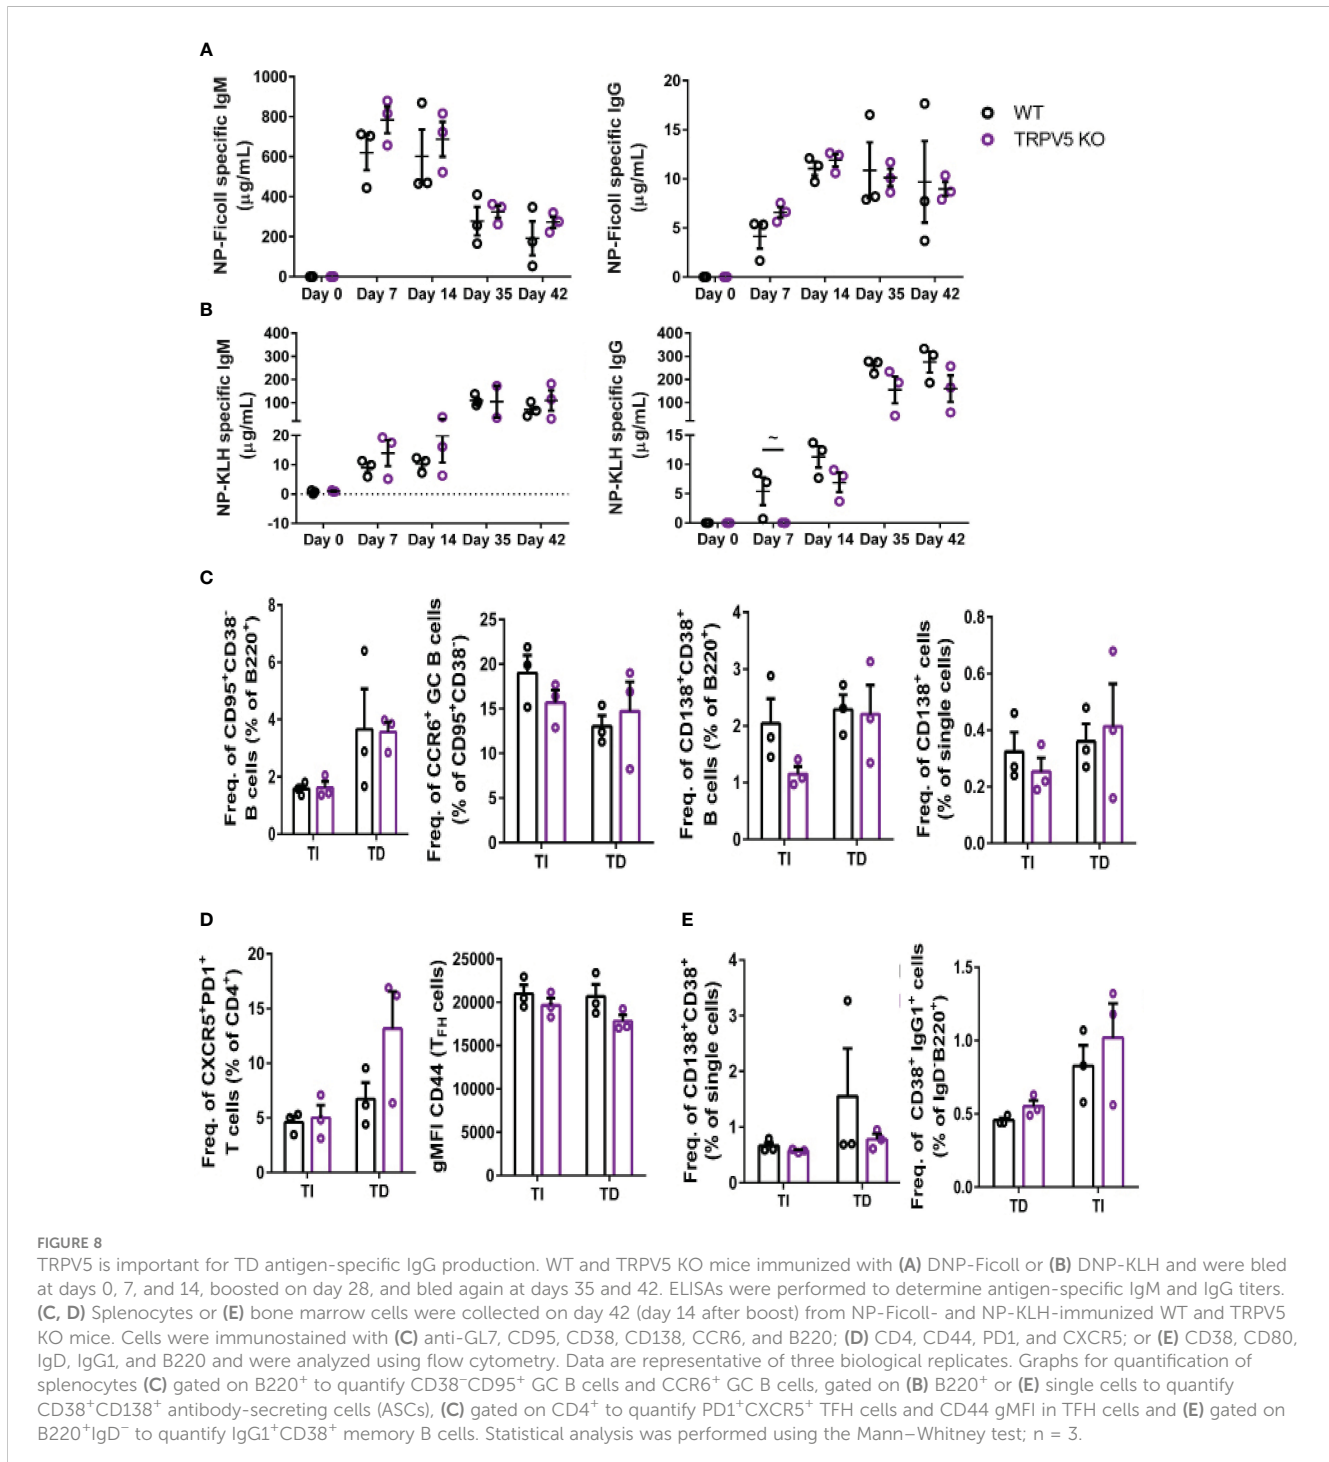 A
NP-Ficoll specific IgM
(µg/mL)
1000
800
600
400
200
0
Day 0 Day 7 Day 14 Day 35 Day 42
NP-Ficoll specific IgG
(µg/mL)
20
15
10
5
0
Day 0 Day 7 Day 14 Day 35 Day 42
WT
TRPV5 KO
B
NP-KLH specific IgM
(µg/mL)
400
300
200
100
20
10
0
-10
Day 0 Day 7 Day 14 Day 35 Day 42
NP-KLH specific IgG
(µg/mL)
400
300
200
100
15
10
5
0
~
Day 0 Day 7 Day 14 Day 35 Day 42
C
Freq. of CD95⁺CD38⁻
B cells (% of B220⁺)
8
6
4
2
0
TI TD
Freq. of CCR6⁺ GC B cells
(% of CD95⁺CD38⁻)
25
20
15
10
5
0
TI TD
Freq. of CD138⁺CD38⁺
B cells (% of B220⁺)
4
3
2
1
0
TI TD
Freq. of CD138⁺ cells
(% of single cells)
0.8
0.6
0.4
0.2
0.0
TI TD
D
Freq. of CXCR5⁺PD1⁺
T cells (% of CD4⁺)
20
15
10
5
0
TI TD
gMFI CD44 (TFH cells)
25000
20000
15000
10000
5000
0
TI TD
E
Freq. of CD138⁺CD38⁺
(% of single cells)
4
3
2
1
0
TI TD
Freq. of CD38⁺ IgG1⁺ cells
(% of IgD⁻B220⁺)
1.5
1.0
0.5
0.0
TD TI
FIGURE 8
TRPV5 is important for TD antigen-specific IgG production. WT and TRPV5 KO mice immunized with (A) DNP-Ficoll or (B) DNP-KLH and were bled
at days 0, 7, and 14, boosted on day 28, and bled again at days 35 and 42. ELISAs were performed to determine antigen-specific IgM and IgG titers.
(C, D) Splenocytes or (E) bone marrow cells were collected on day 42 (day 14 after boost) from NP-Ficoll- and NP-KLH-immunized WT and TRPV5
KO mice. Cells were immunostained with (C) anti-GL7, CD95, CD38, CD138, CCR6, and B220; (D) CD4, CD44, PD1, and CXCR5; or (E) CD38, CD80,
IgD, IgG1, and B220 and were analyzed using flow cytometry. Data are representative of three biological replicates. Graphs for quantification of
splenocytes (C) gated on B220⁺ to quantify CD38⁻CD95⁺ GC B cells and CCR6⁺ GC B cells, gated on (B) B220⁺ or (E) single cells to quantify
CD38⁺CD138⁺ antibody-secreting cells (ASCs), (C) gated on CD4⁺ to quantify PD1⁺CXCR5⁺ TFH cells and CD44 gMFI in TFH cells and (E) gated on
B220⁺IgD⁻ to quantify IgG1⁺CD38⁺ memory B cells. Statistical analysis was performed using the Mann–Whitney test; n = 3.